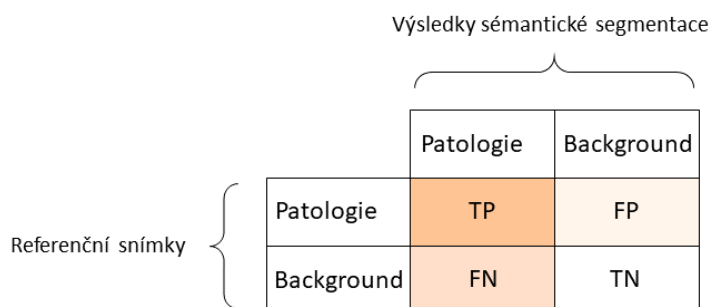 Výsledky sémantické segmentace
Patologie Background
Patologie TP FP
Referenční snímky
Background FN TN